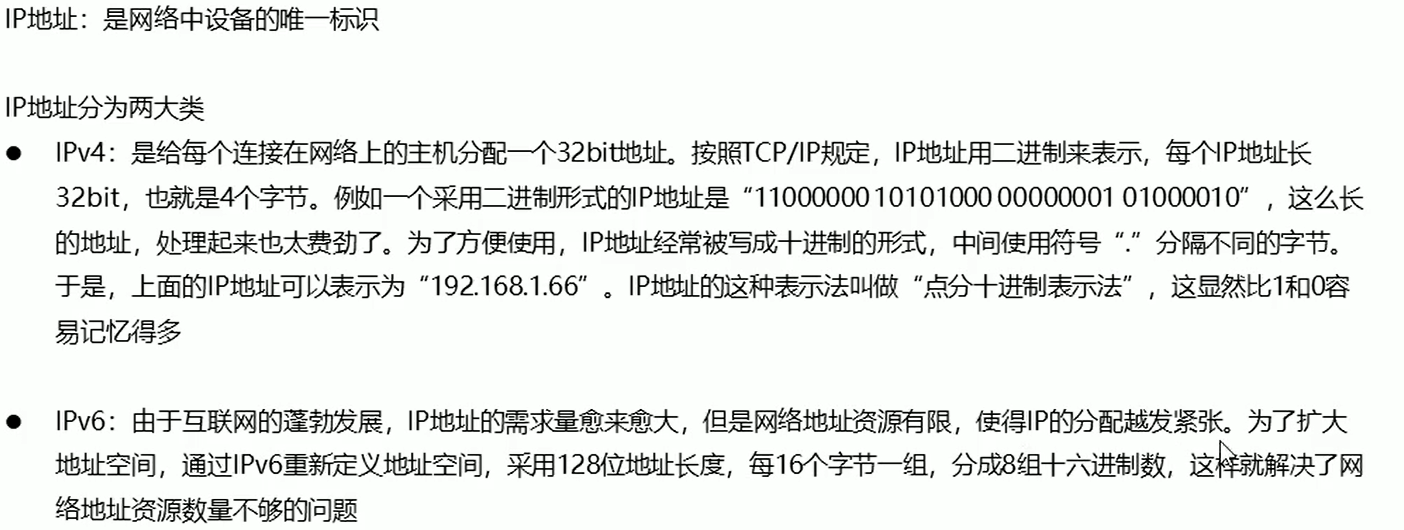 IP地址：是网络中设备的唯一标识
IP地址分为两大类
● IPv4：是给每个连接在网络上的主机分配一个32bit地址。按照TCP/IP规定，IP地址用二进制来表示，每个IP地址长
32bit，也就是4个字节。例如一个采用二进制形式的IP地址是“11000000 10101000 00000001 01000010”，这么长
的地址，处理起来也太费劲了。为了方便使用，IP地址经常被写成十进制的形式，中间使用符号“.”分隔不同的字节。
于是，上面的IP地址可以表示为“192.168.1.66”。IP地址的这种表示法叫做“点分十进制表示法”，这显然比1和0容
易记忆得多
● IPv6：由于互联网的蓬勃发展，IP地址的需求量愈来愈大，但是网络地址资源有限，使得IP的分配越发紧张。为了扩大
地址空间，通过IPv6重新定义地址空间，采用128位地址长度，每16个字节一组，分成8组十六进制数，这样就解决了网
络地址资源数量不够的问题